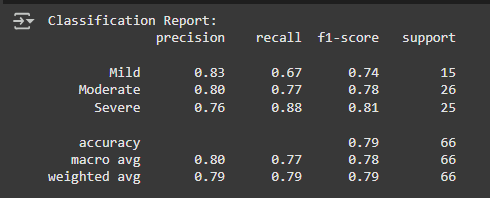 Classification Report:
precision recall f1-score support
Mild 0.83 0.67 0.74 15
Moderate 0.80 0.77 0.78 26
Severe 0.76 0.88 0.81 25
accuracy 0.79 66
macro avg 0.80 0.77 0.78 66
weighted avg 0.79 0.79 0.79 66